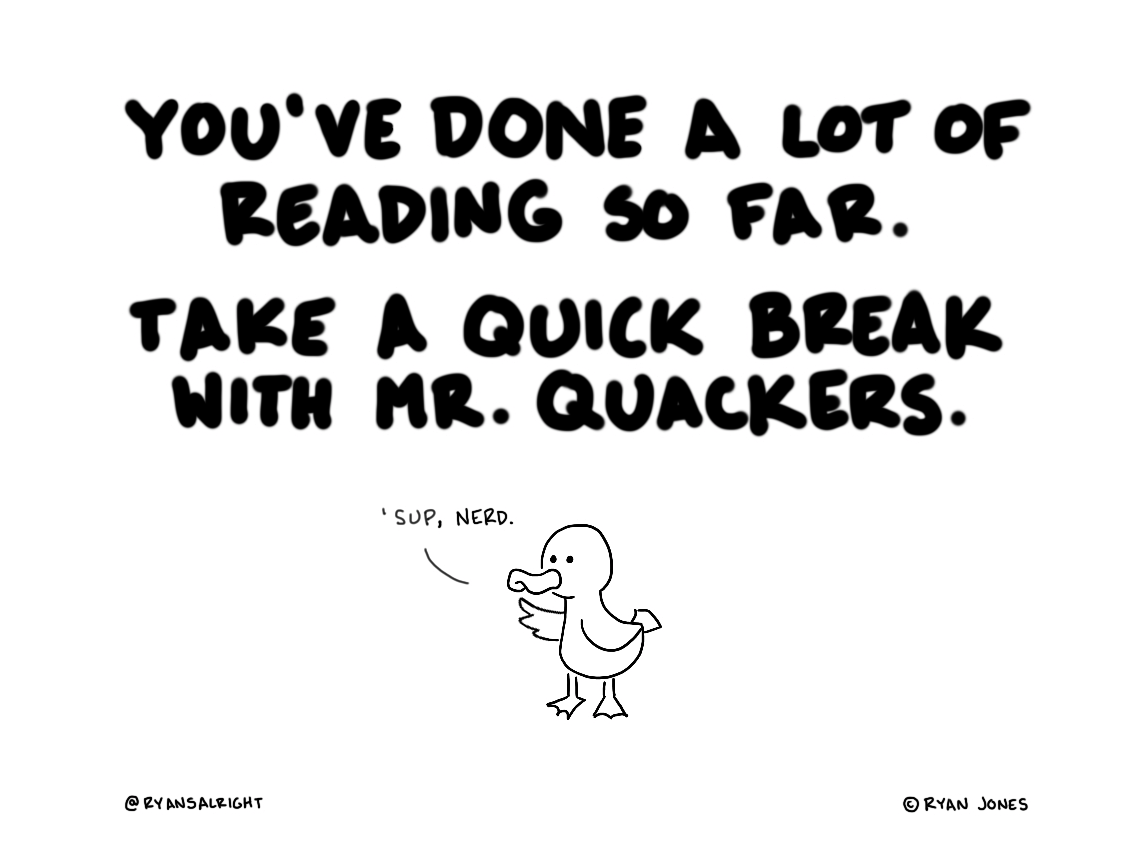 YOU'VE DONE A LOT OF
READING SO FAR.
TAKE A QUICK BREAK
WITH MR. QUACKERS.
'SUP, NERD.
@RYANSALRIGHT
© RYAN JONES